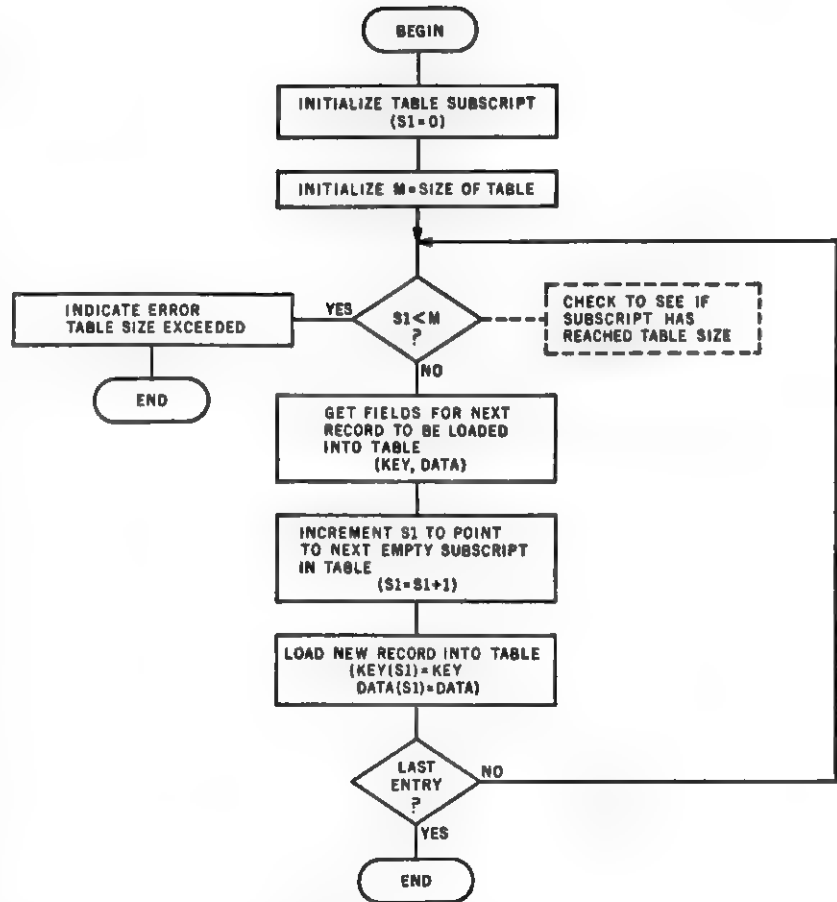 BEGIN
INITIALIZE TABLE SUBSCRIPT
(S1=0)
INITIALIZE M=SIZE OF TABLE
INDICATE ERROR
TABLE SIZE EXCEEDED
YES
S1<M
?
CHECK TO SEE IF
SUBSCRIPT HAS
REACHED TABLE SIZE
END
NO
GET FIELDS FOR NEXT
RECORD TO BE LOADED
INTO TABLE
(KEY, DATA)
INCREMENT S1 TO POINT
TO NEXT EMPTY SUBSCRIPT
IN TABLE
(S1=S1+1)
LOAD NEW RECORD INTO TABLE
(KEY(S1)=KEY
DATA(S1)=DATA)
LAST
ENTRY
?
NO
YES
END